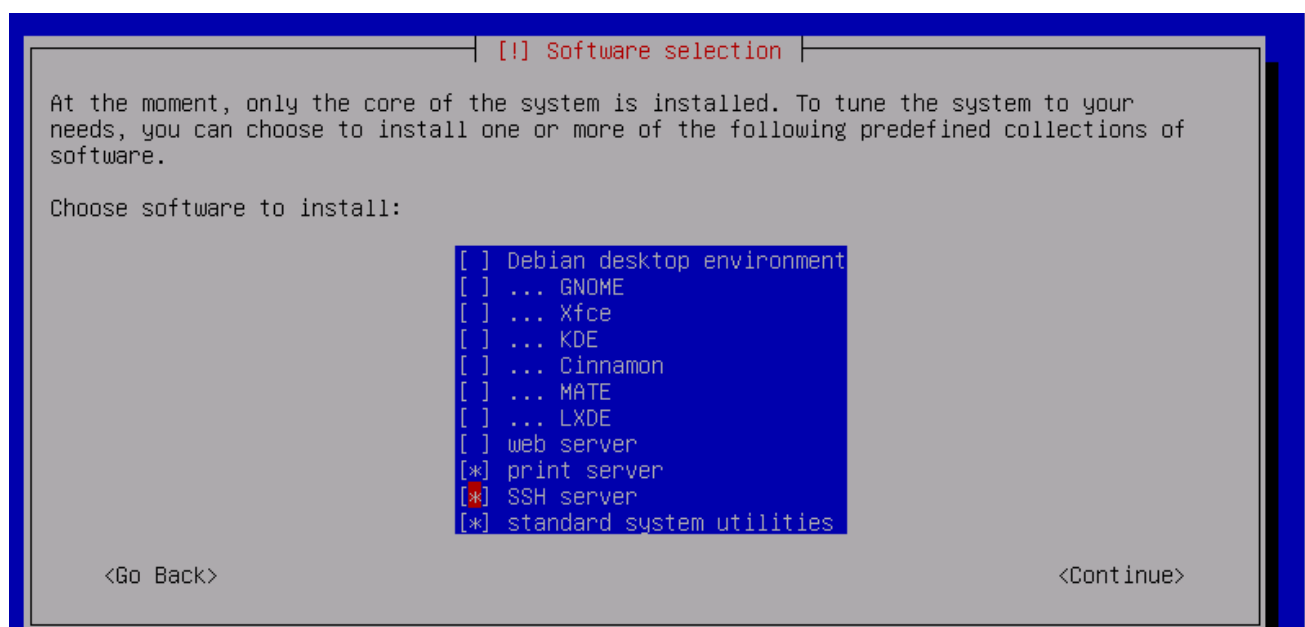 [!] Software selection
At the moment, only the core of the system is installed. To tune the system to your
needs, you can choose to install one or more of the following predefined collections of
software.
Choose software to install:
[ ] Debian desktop environment
[ ] ... GNOME
[ ] ... Xfce
[ ] ... KDE
[ ] ... Cinnamon
[ ] ... MATE
[ ] ... LXDE
[ ] web server
[*] print server
[*] SSH server
[*] standard system utilities
<Go Back> <Continue>